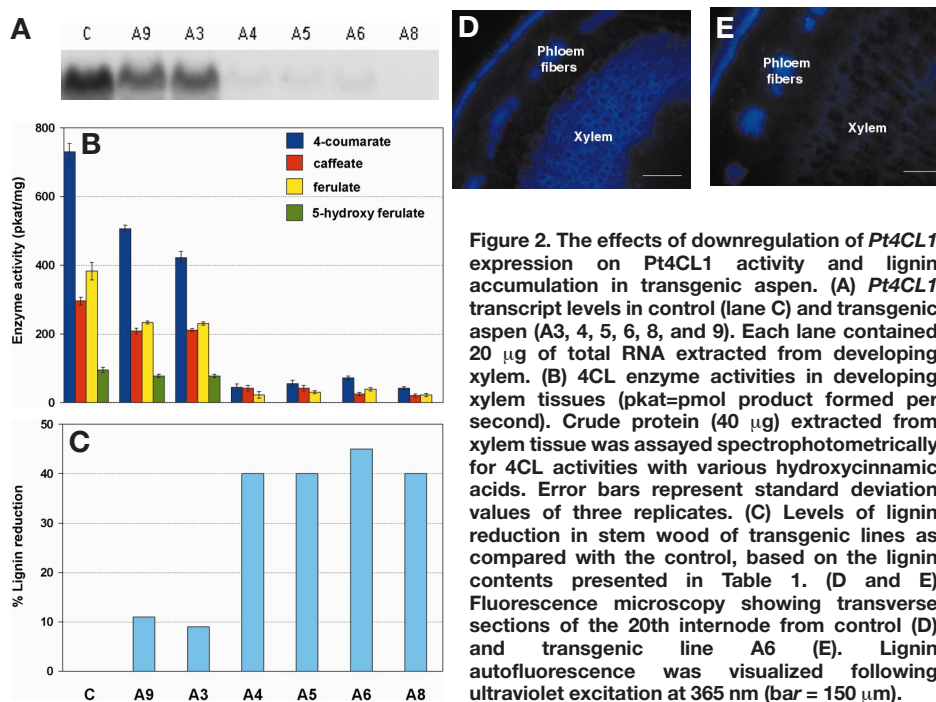 A
C A9 A3 A4 A5 A6 A8
B
800
600
400
200
0
Enzyme activity (pkat/mg)
4-coumarate
caffeate
ferulate
5-hydroxy ferulate
C
50
40
30
20
10
0
% Lignin reduction
C A9 A3 A4 A5 A6 A8
D
Phloem
fibers
Xylem
E
Phloem
fibers
Xylem
Figure 2. The effects of downregulation of Pt4CL1
expression on Pt4CL1 activity and lignin
accumulation in transgenic aspen. (A) Pt4CL1
transcript levels in control (lane C) and transgenic
aspen (A3, 4, 5, 6, 8, and 9). Each lane contained
20 μg of total RNA extracted from developing
xylem. (B) 4CL enzyme activities in developing
xylem tissues (pkat=pmol product formed per
second). Crude protein (40 μg) extracted from
xylem tissue was assayed spectrophotometrically
for 4CL activities with various hydroxycinnamic
acids. Error bars represent standard deviation
values of three replicates. (C) Levels of lignin
reduction in stem wood of transgenic lines as
compared with the control, based on the lignin
contents presented in Table 1. (D and E)
Fluorescence microscopy showing transverse
sections of the 20th internode from control (D)
and transgenic line A6 (E). Lignin
autofluorescence was visualized following
ultraviolet excitation at 365 nm (bar = 150 μm).